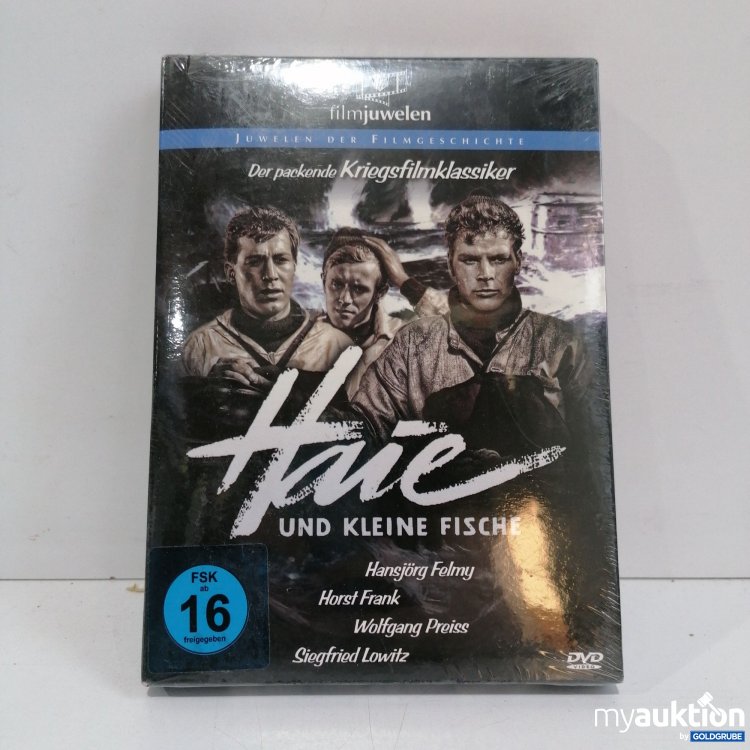 filmjuwelen
JUWELEN DER FILMGESCHICHTE
Der packende Kriegsfilmklassiker
Haie
UND KLEINE FISCHE
Hansjörg Felmy
Horst Frank
Wolfgang Preiss
Siegfried Lowitz
FSK
ab
16
freigegeben
DVD
VIDEO
myauktion
by GOLDGRUBE